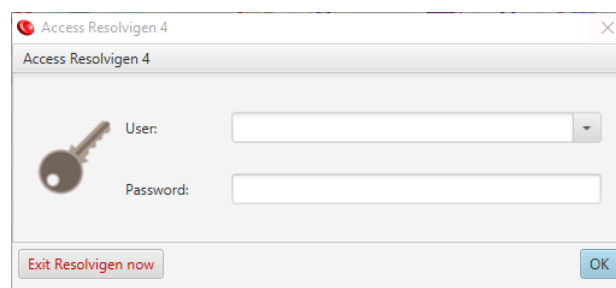 Access Resolvigen 4
Access Resolvigen 4
User:
Password:
Exit Resolvigen now
OK